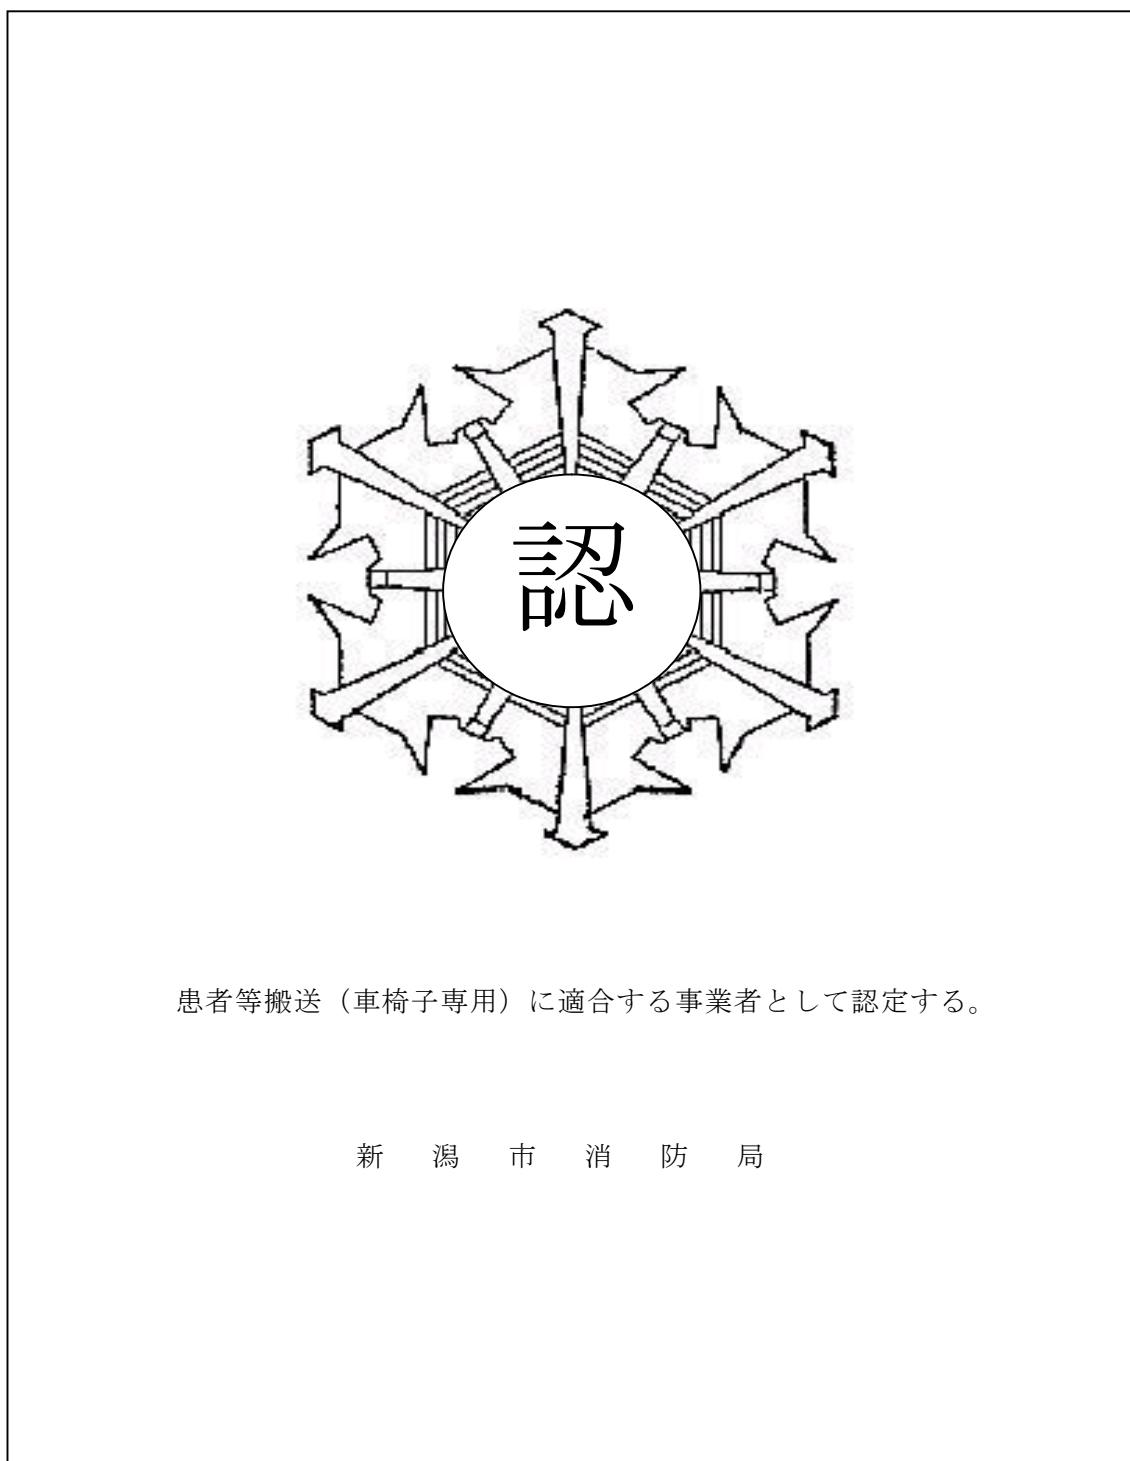 認
患者等搬送（車椅子専用）に適合する事業者として認定する。
新潟市消防局